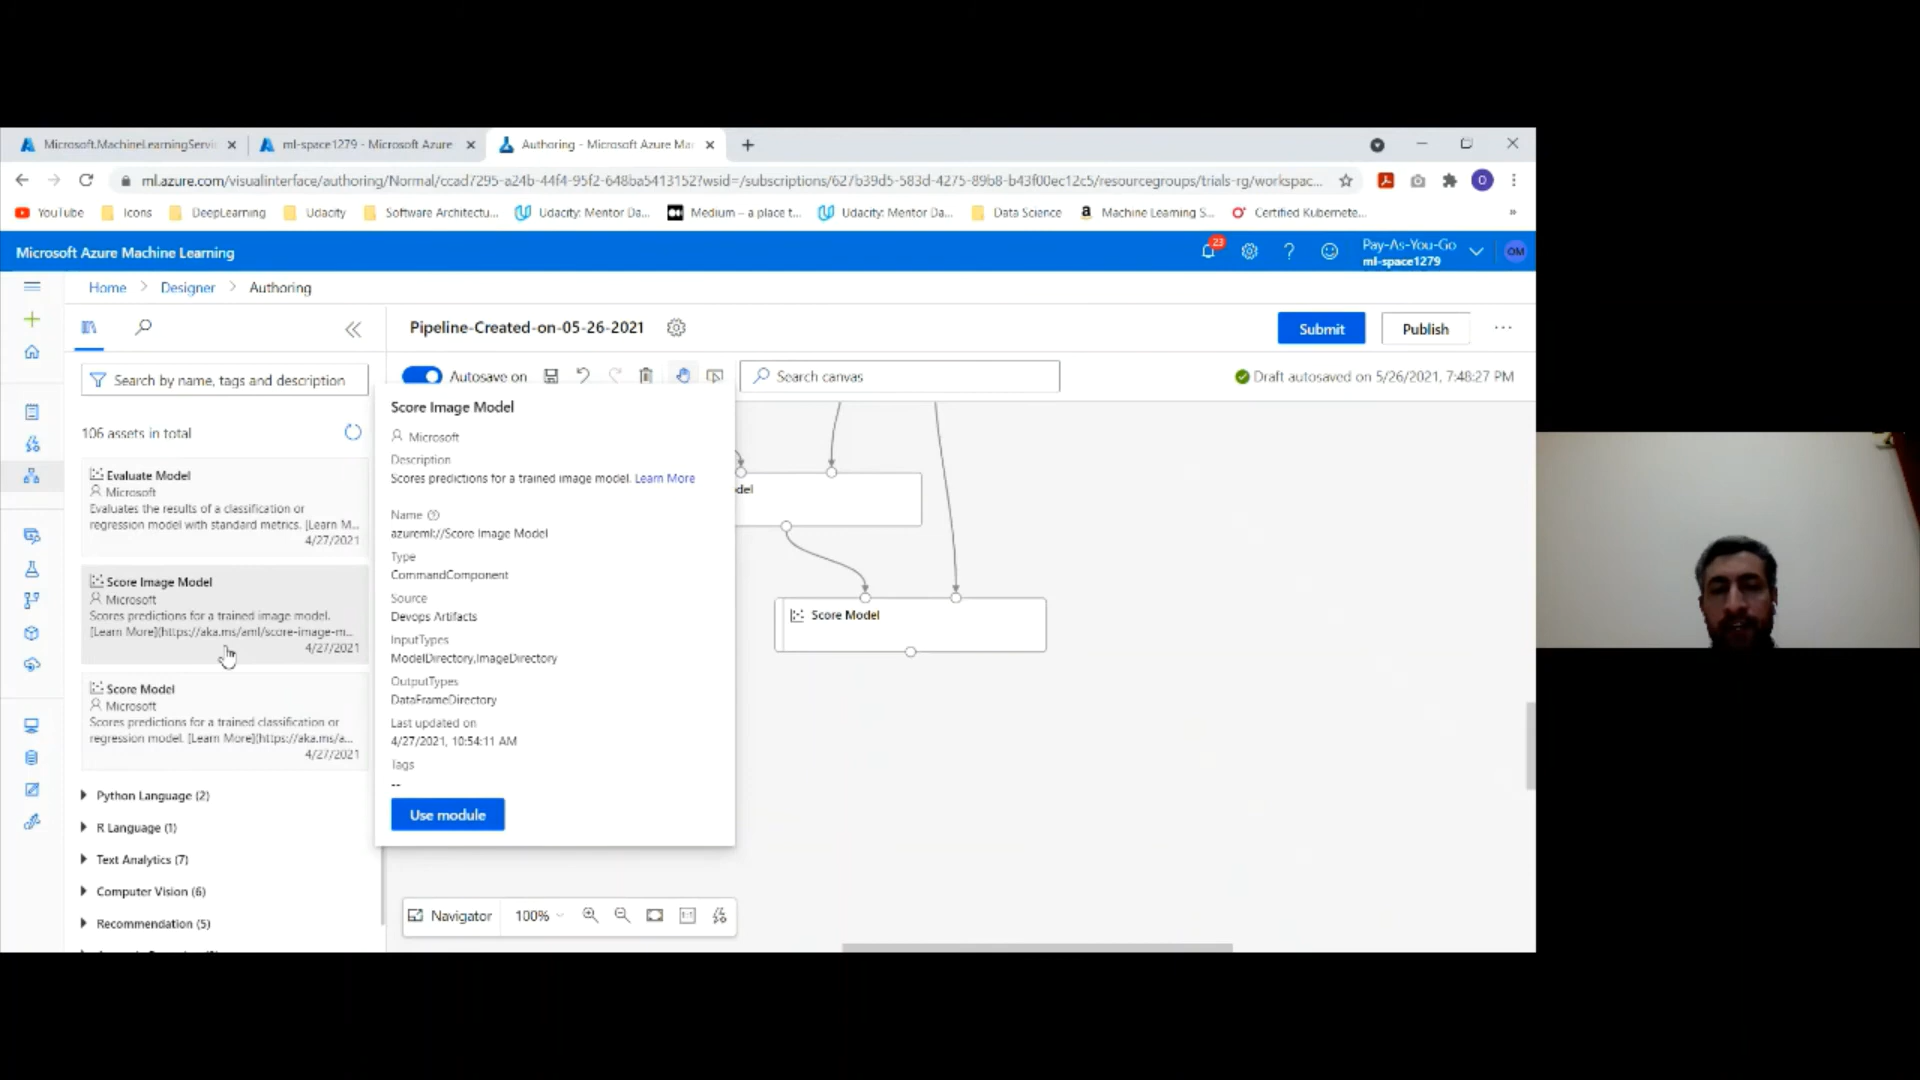 Microsoft.MachineLearningServi
ml-space1279 - Microsoft Azure
Authoring - Microsoft Azure Mac
ml.azure.com/visualinterface/authoring/Normal/ccad7295-a24b-44f4-95f2-648ba5413152?wsid=/subscriptions/627b39d5-583d-4275-89b8-b43f00ec12c5/resourcegroups/trials-rg/workspac...
O
YouTube
Icons
DeepLearning
Udacity
Software Architectu...
Udacity: Mentor Da...
Medium – a place t...
Udacity: Mentor Da...
Data Science
Machine Learning S...
Certified Kubernete...
»
Microsoft Azure Machine Learning
23
Pay-As-You-Go
ml-space1279
OM
Home > Designer > Authoring
Pipeline-Created-on-05-26-2021
Submit
Publish
Search by name, tags and description
Autosave on
Search canvas
Draft autosaved on 5/26/2021, 7:48:27 PM
106 assets in total
Evaluate Model
Microsoft
Evaluates the results of a classification or
regression model with standard metrics. [Learn M...
4/27/2021
Score Image Model
Microsoft
Scores predictions for a trained image model.
[Learn More](https://aka.ms/aml/score-image-m...
4/27/2021
Score Model
Microsoft
Scores predictions for a trained classification or
regression model. [Learn More](https://aka.ms/a...
4/27/2021
Python Language (2)
R Language (1)
Text Analytics (7)
Computer Vision (6)
Recommendation (5)
Score Image Model
Microsoft
Description
Scores predictions for a trained image model. Learn More
Name
azureml://Score Image Model
Type
CommandComponent
Source
Devops Artifacts
InputTypes
ModelDirectory,ImageDirectory
OutputTypes
DataFrameDirectory
Last updated on
4/27/2021, 10:54:11 AM
Tags
--
Use module
del
Score Model
Navigator
100%